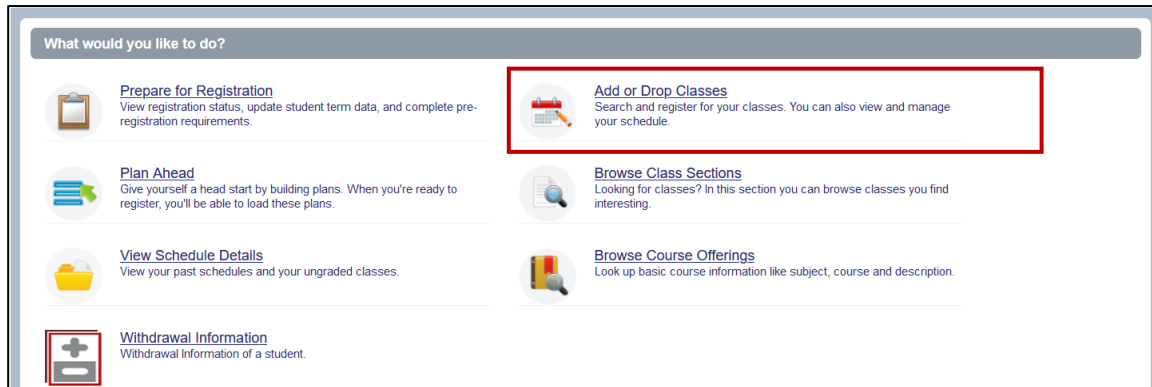 What would you like to do?
Prepare for Registration
View registration status, update student term data, and complete pre-
registration requirements.
Add or Drop Classes
Search and register for your classes. You can also view and manage
your schedule.
Plan Ahead
Give yourself a head start by building plans. When you're ready to
register, you'll be able to load these plans.
Browse Class Sections
Looking for classes? In this section you can browse classes you find
interesting.
View Schedule Details
View your past schedules and your ungraded classes.
Browse Course Offerings
Look up basic course information like subject, course and description.
Withdrawal Information
Withdrawal Information of a student.